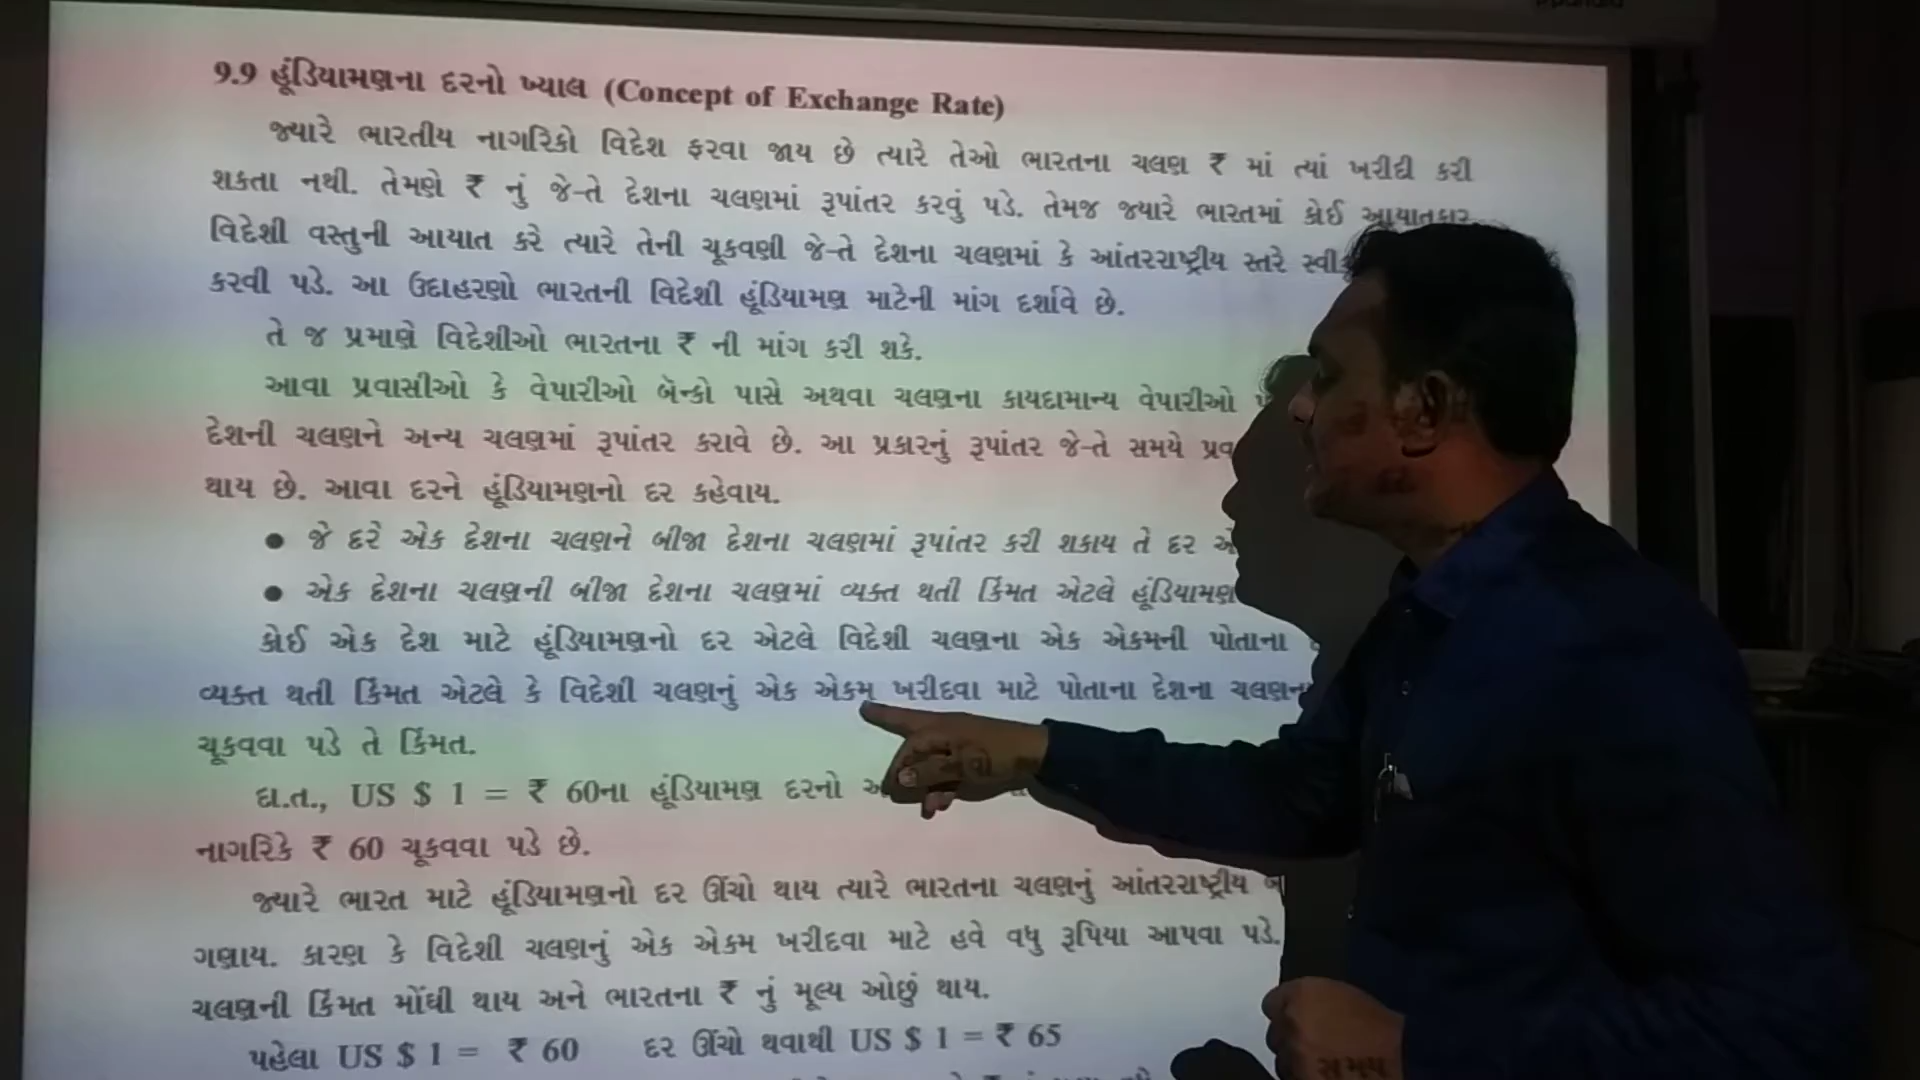 9.9 હૂંડિયામણના દરનો ખ્યાલ (Concept of Exchange Rate)
જ્યારે ભારતીય નાગરિકો વિદેશ ફરવા જાય છે ત્યારે તેઓ ભારતના ચલણ ₹ માં ત્યાં ખરીદી કરી
શકતા નથી. તેમણે ₹ નું જે-તે દેશના ચલણમાં રૂપાંતર કરવું પડે. તેમજ જ્યારે ભારતમાં કોઈ આયાતકાર
વિદેશી વસ્તુની આયાત કરે ત્યારે તેની ચૂકવણી જે-તે દેશના ચલણમાં કે આંતરરાષ્ટ્રીય સ્તરે
કરવી પડે. આ ઉદાહરણો ભારતની વિદેશી હૂંડિયામણ માટેની માંગ દર્શાવે છે.
તે જ પ્રમાણે વિદેશીઓ ભારતના ₹ ની માંગ કરી શકે.
આવા પ્રવાસીઓ કે વેપારીઓ બૅન્કો પાસે અથવા ચલણના કાયદામાન્ય વેપારીઓ
દેશની ચલણને અન્ય ચલણમાં રૂપાંતર કરાવે છે. આ પ્રકારનું રૂપાંતર જે-તે સમયે
થાય છે. આવા દરને હૂંડિયામણનો દર કહેવાય.
● જે દરે એક દેશના ચલણને બીજા દેશના ચલણમાં રૂપાંતર કરી શકાય તે દર
● એક દેશના ચલણની બીજા દેશના ચલણમાં વ્યક્ત થતી કિંમત એટલે હૂંડિયામણ
કોઈ એક દેશ માટે હૂંડિયામણનો દર એટલે વિદેશી ચલણના એક એકમની પોતાના
વ્યક્ત થતી કિંમત એટલે કે વિદેશી ચલણનું એક એકમ ખરીદવા માટે પોતાના દેશના
ચૂકવવા પડે તે કિંમત.
દા.ત., US $ 1 = ₹ 60ના હૂંડિયામણ દરનો
નાગરિકે ₹ 60 ચૂકવવા પડે છે.
જ્યારે ભારત માટે હૂંડિયામણનો દર ઊંચો થાય ત્યારે ભારતના ચલણનું આંતરરાષ્ટ્રીય
ગણાય. કારણ કે વિદેશી ચલણનું એક એકમ ખરીદવા માટે હવે વધુ રૂપિયા આપવા પડે.
ચલણની કિંમત મોંઘી થાય અને ભારતના ₹ નું મૂલ્ય ઓછું થાય.
પહેલા US $ 1 = ₹ 60 દર ઊંચો થવાથી US $ 1 = ₹ 65
સમય